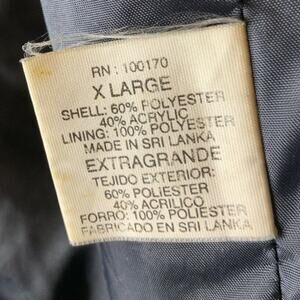 RN : 100170
X LARGE
SHELL: 60% POLYESTER
40% ACRYLIC
LINING: 100% POLYESTER
MADE IN SRI LANKA
EXTRAGRANDE
TEJIDO EXTERIOR:
60% POLIESTER
40% ACRILICO
FORRO: 100% POLIESTER
FABRICADO EN SRI LANKA